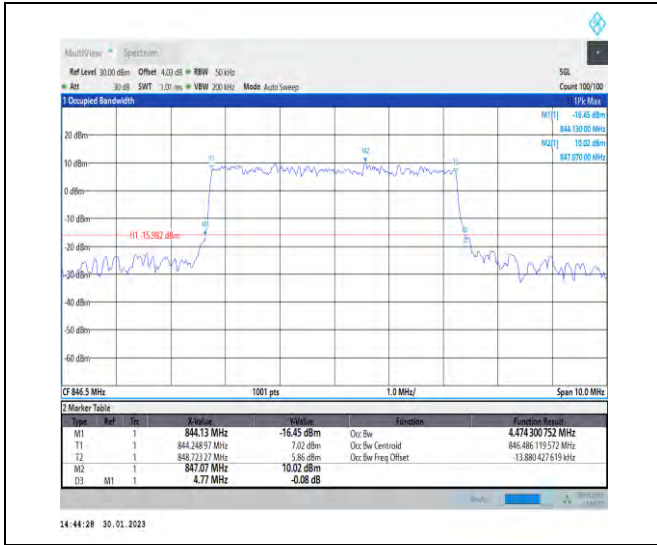 MultiView Spectrum
Ref Level 30.00 dBm Offset 4.03 dB RBW 50 kHz SGL
Att 30 dB SWT 1.01 ms VBW 200 kHz Mode Auto Sweep Count 100/100
1 Occupied Bandwidth 1Pk Max
M1[1] -16.45 dBm
844.130 00 MHz
M2[1] 10.02 dBm
847.070 00 MHz
20 dBm
M2
T1 T2
10 dBm
0 dBm
-10 dBm
M1
H1 -15.982 dBm
-20 dBm
-30 dBm
-40 dBm
-50 dBm
-60 dBm
CF 846.5 MHz 1001 pts 1.0 MHz/ Span 10.0 MHz
2 Marker Table
Type Ref Trc X-Value Y-Value Function Function Result
M1 1 844.13 MHz -16.45 dBm Occ Bw 4.474 300 752 MHz
T1 1 844.248 97 MHz 7.02 dBm Occ Bw Centroid 846.486 119 572 MHz
T2 1 848.723 27 MHz 5.86 dBm Occ Bw Freq Offset -13.880 427 619 kHz
M2 1 847.07 MHz 10.02 dBm
D3 M1 1 4.77 MHz -0.08 dB
14:44:28 30.01.2023